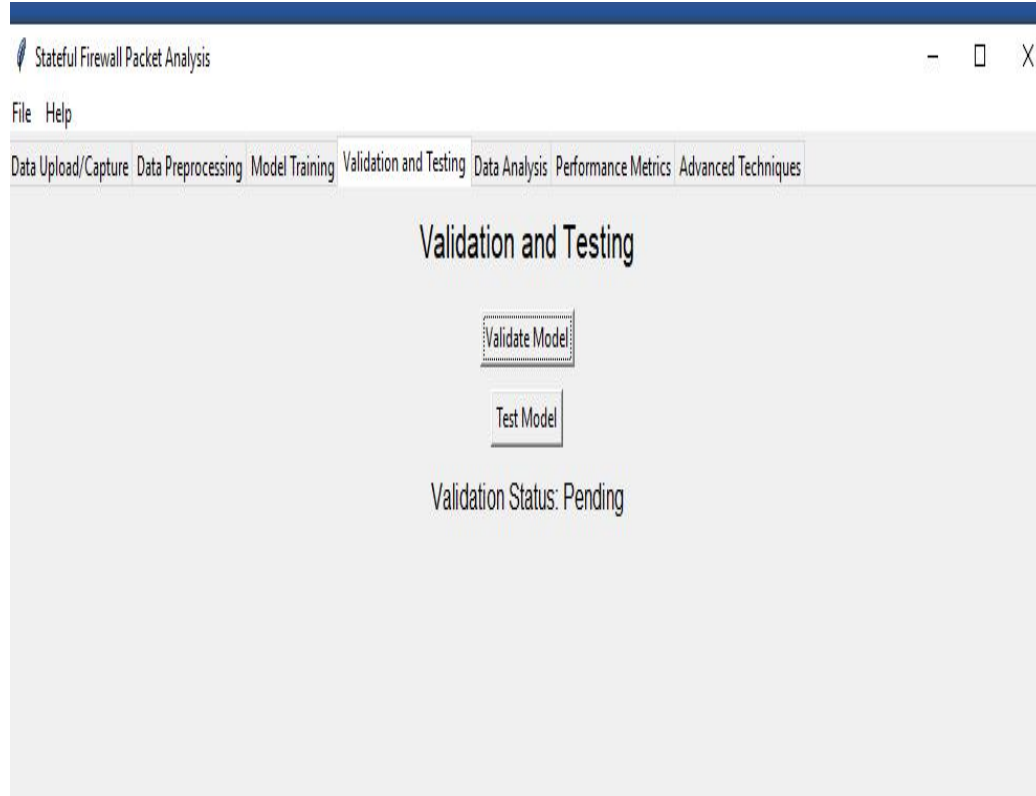 Stateful Firewall Packet Analysis
File Help
Data Upload/Capture Data Preprocessing Model Training Validation and Testing Data Analysis Performance Metrics Advanced Techniques
Validation and Testing
Validate Model
Test Model
Validation Status: Pending